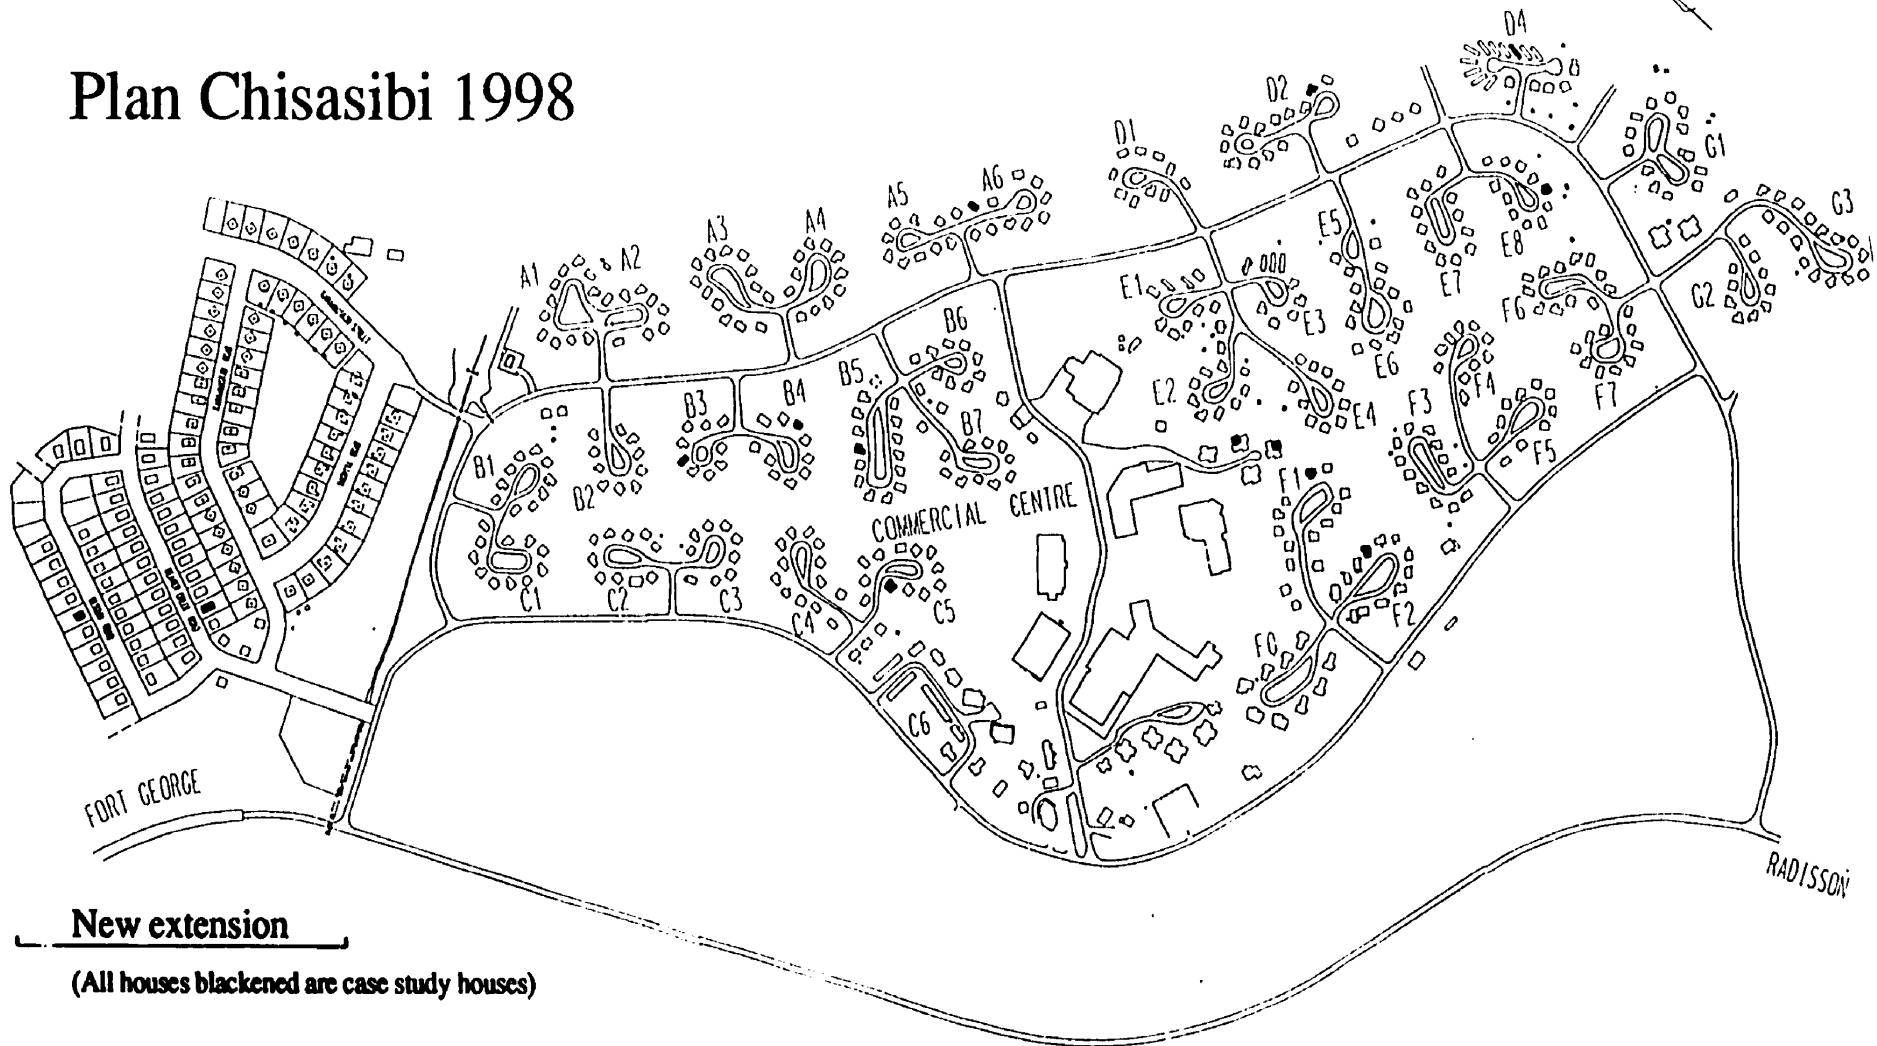 Plan Chisasibi 1998
D4
D2
D1
G1
A6
A5
G3
A4
A3
E5
E8
A2
A1
E7
E1
G2
F6
E3
B6
E6
B5
F4
F7
E2
E4
B4
B3
F3
B7
F5
B1
F1
B2
COMMERCIAL CENTRE
C1
C2
C3
C4
C5
F2
F0
C6
FORT GEORGE
RADISSON
New extension
(All houses blackened are case study houses)